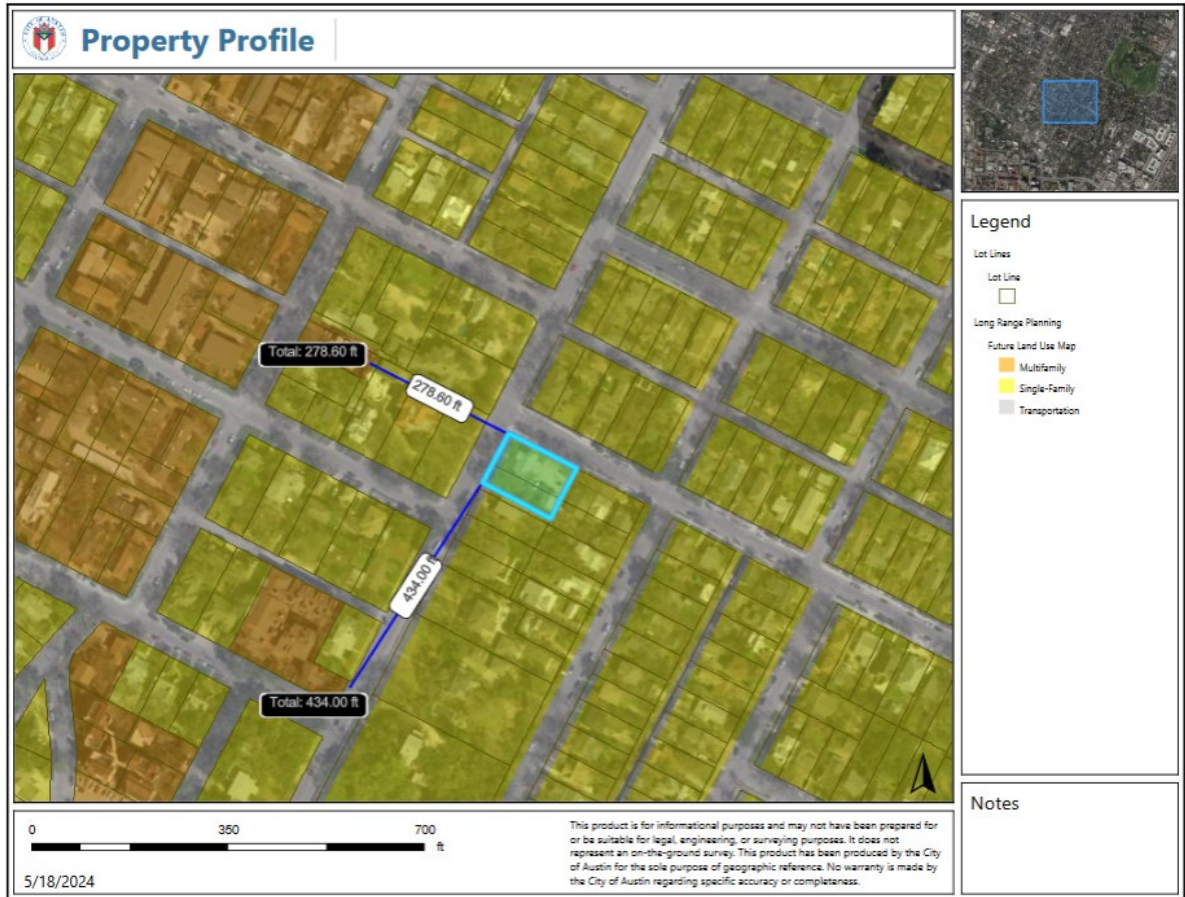 Property Profile
Total: 278.60 ft
278.60 ft
434.00 ft
Total: 434.00 ft
0 350 700
ft
5/18/2024
This product is for informational purposes and may not have been prepared for
or be suitable for legal, engineering, or surveying purposes. It does not
represent an on-the-ground survey. This product has been produced by the City
of Austin for the sole purpose of geographic reference. No warranty is made by
the City of Austin regarding specific accuracy or completeness.
Legend
Lot Lines
Lot Line
Long Range Planning
Future Land Use Map
Multifamily
Single-Family
Transportation
Notes